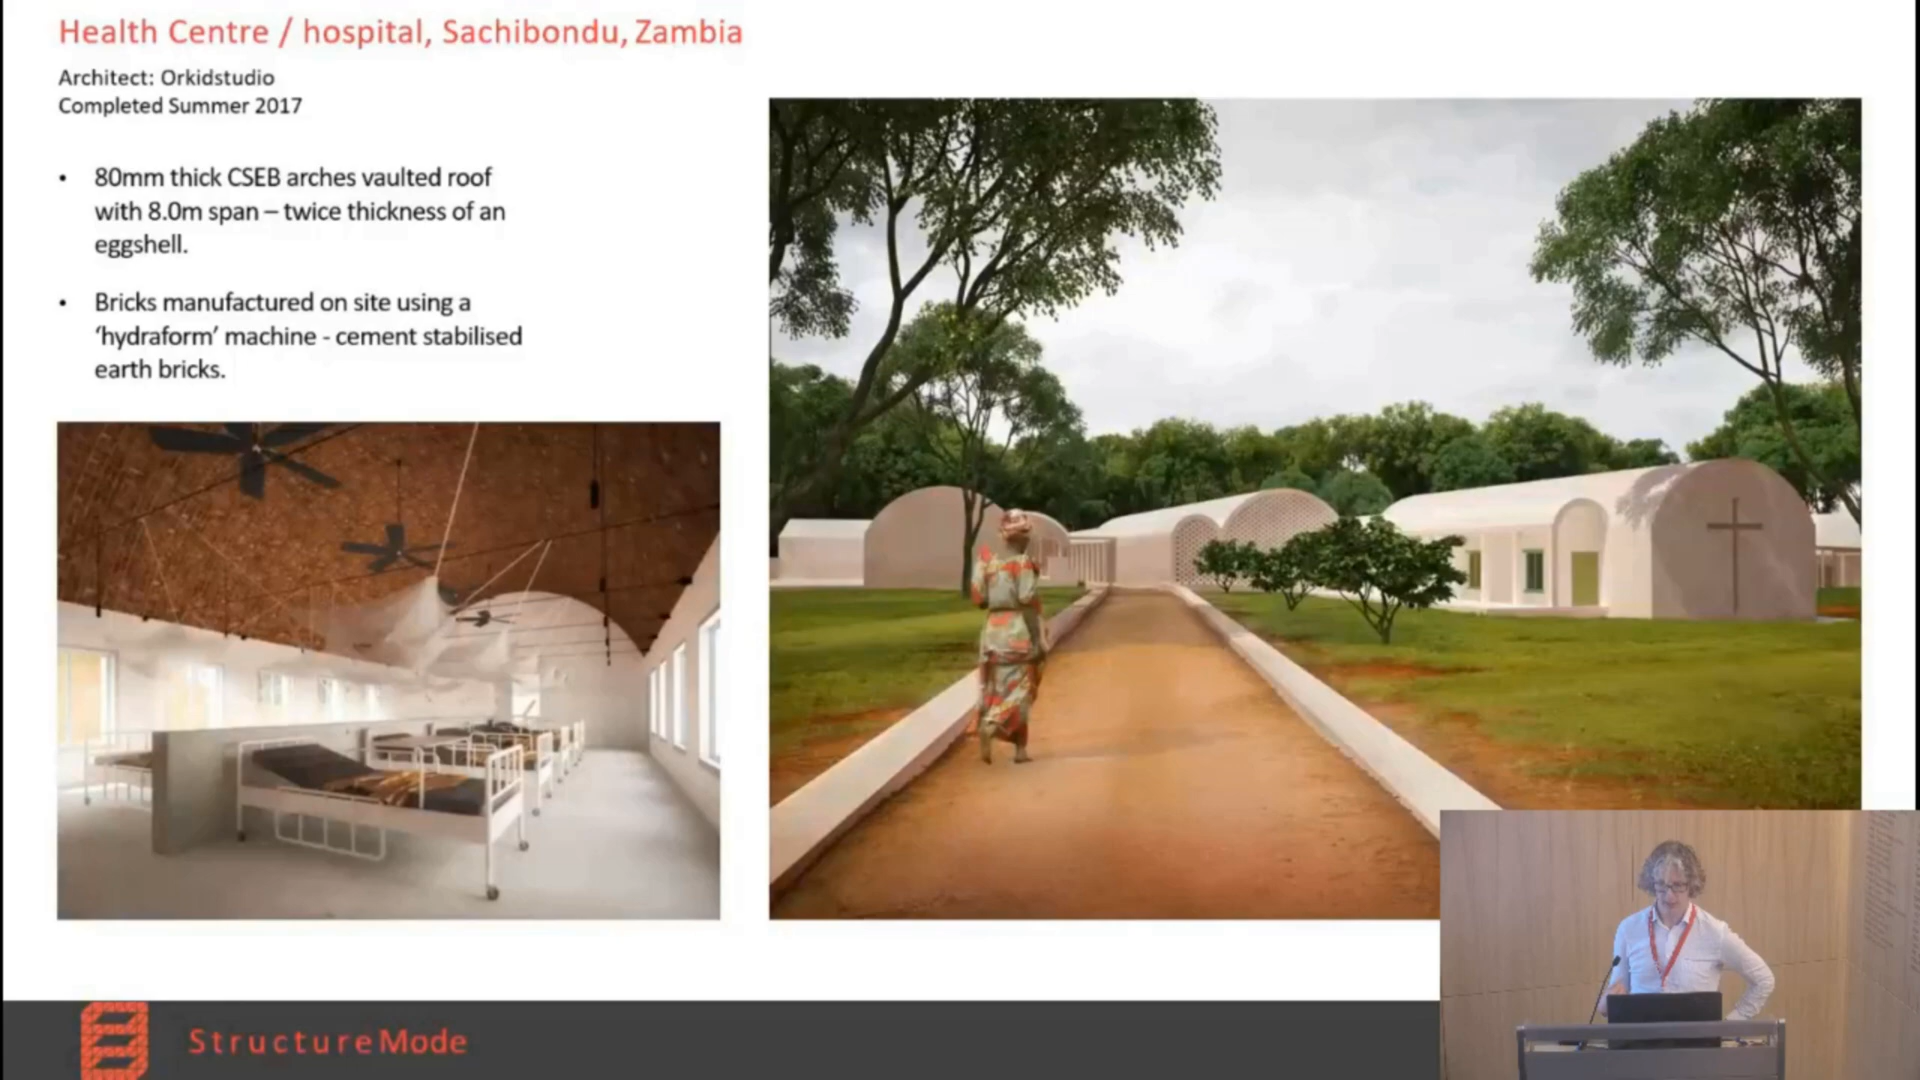 Health Centre / hospital, Sachibondu, Zambia
Architect: Orkidstudio
Completed Summer 2017
• 80mm thick CSEB arches vaulted roof
with 8.0m span – twice thickness of an
eggshell.
• Bricks manufactured on site using a
‘hydraform’ machine - cement stabilised
earth bricks.
StructureMode